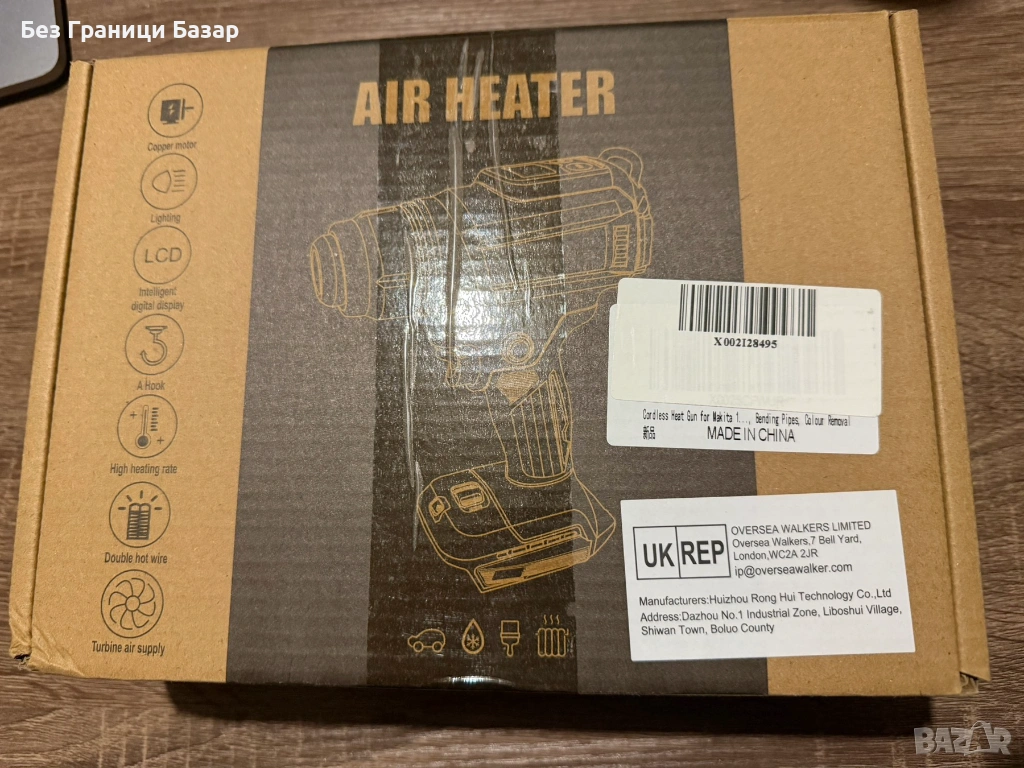 Без Граници Базар
AIR HEATER
Copper motor
Lighting
LCD
Intelligent
digital display
A Hook
High heating rate
Double hot wire
Turbine air supply
X002I28495
Cordless Heat Gun for Makita 1..., Bending Pipes, Colour Removal
MADE IN CHINA
UK REP
OVERSEA WALKERS LIMITED
Oversea Walkers,7 Bell Yard,
London,WC2A 2JR
ip@overseawalker.com
Manufacturers:Huizhou Rong Hui Technology Co.,Ltd
Address:Dazhou No.1 Industrial Zone, Liboshui Village,
Shiwan Town, Boluo County
BAZAR